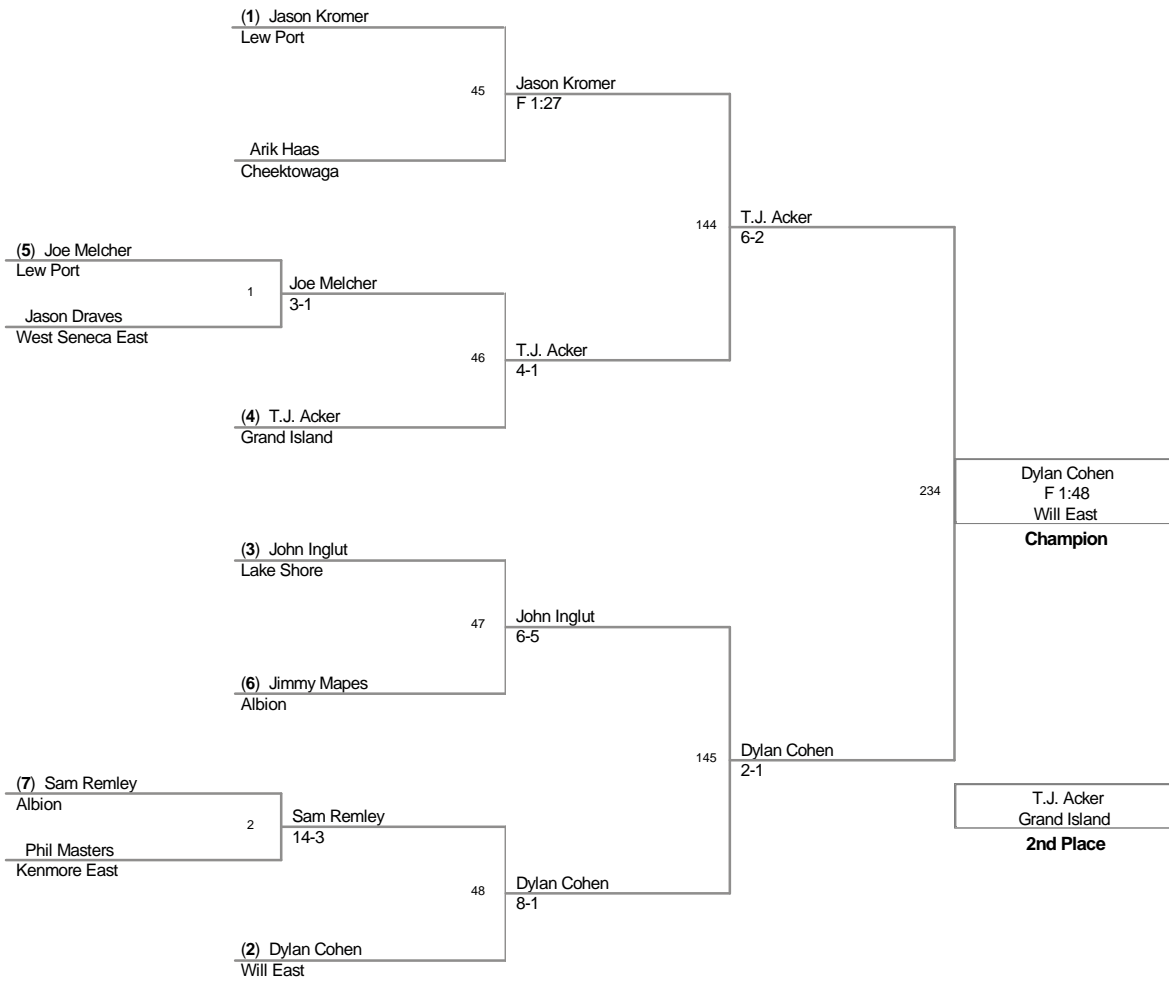 (1) Jason Kromer
Lew Port
45
Jason Kromer
F 1:27
Arik Haas
Cheektowaga
144
T.J. Acker
6-2
(5) Joe Melcher
Lew Port
1
Joe Melcher
3-1
Jason Draves
West Seneca East
46
T.J. Acker
4-1
(4) T.J. Acker
Grand Island
234
Dylan Cohen
F 1:48
Will East
Champion
(3) John Inglut
Lake Shore
47
John Inglut
6-5
(6) Jimmy Mapes
Albion
145
Dylan Cohen
2-1
(7) Sam Remley
Albion
2
Sam Remley
14-3
Phil Masters
Kenmore East
48
Dylan Cohen
8-1
(2) Dylan Cohen
Will East
T.J. Acker
Grand Island
2nd Place